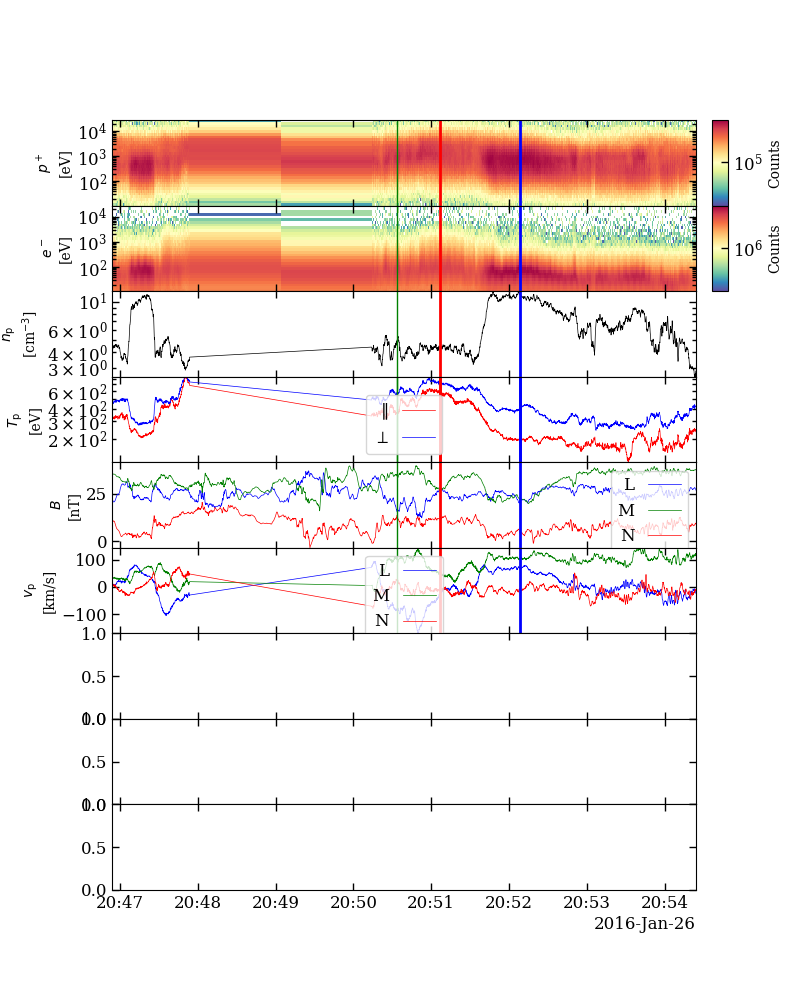 10⁴
10³
10²
p⁺
[eV]
10⁵
Counts
10⁴
10³
10²
e⁻
[eV]
10⁶
Counts
10¹
6 × 10⁰
4 × 10⁰
3 × 10⁰
nₚ
[cm⁻³]
6 × 10²
4 × 10²
3 × 10²
2 × 10²
Tₚ
[eV]
∥
⊥
25
0
B
[nT]
L
M
N
100
0
−100
vₚ
[km/s]
L
M
N
1.0
0.5
0.0
1.0
0.5
0.0
1.0
0.5
0.0
20:47 20:48 20:49 20:50 20:51 20:52 20:53 20:54
2016-Jan-26